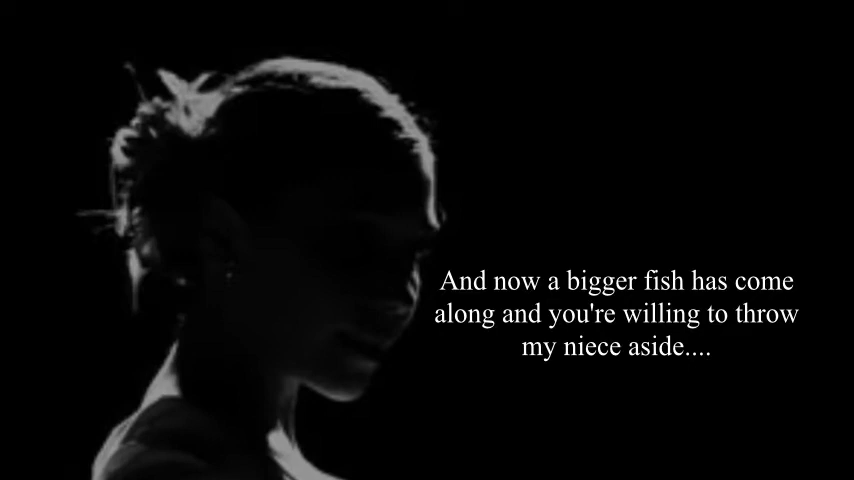 And now a bigger fish has come
along and you're willing to throw
my niece aside....